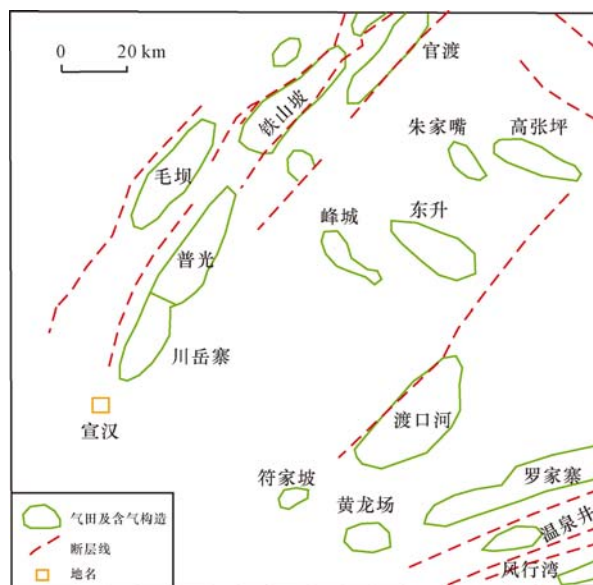 官渡
0 20 km
铁山坡
朱家嘴
高张坪
毛坝
峰城
东升
普光
川岳寨
渡口河
宣汉
符家坡
罗家寨
黄龙场
温泉井
风行湾
气田及含气构造
断层线
地名